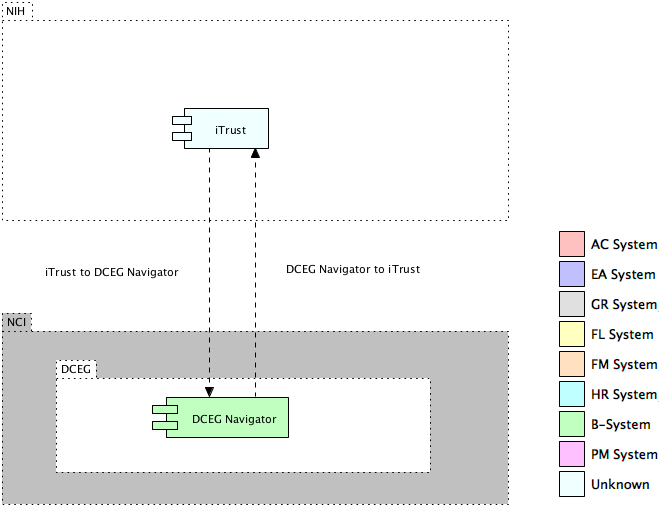 NIH
iTrust
iTrust to DCEG Navigator
DCEG Navigator to iTrust
NCI
DCEG
DCEG Navigator
AC System
EA System
GR System
FL System
FM System
HR System
B-System
PM System
Unknown